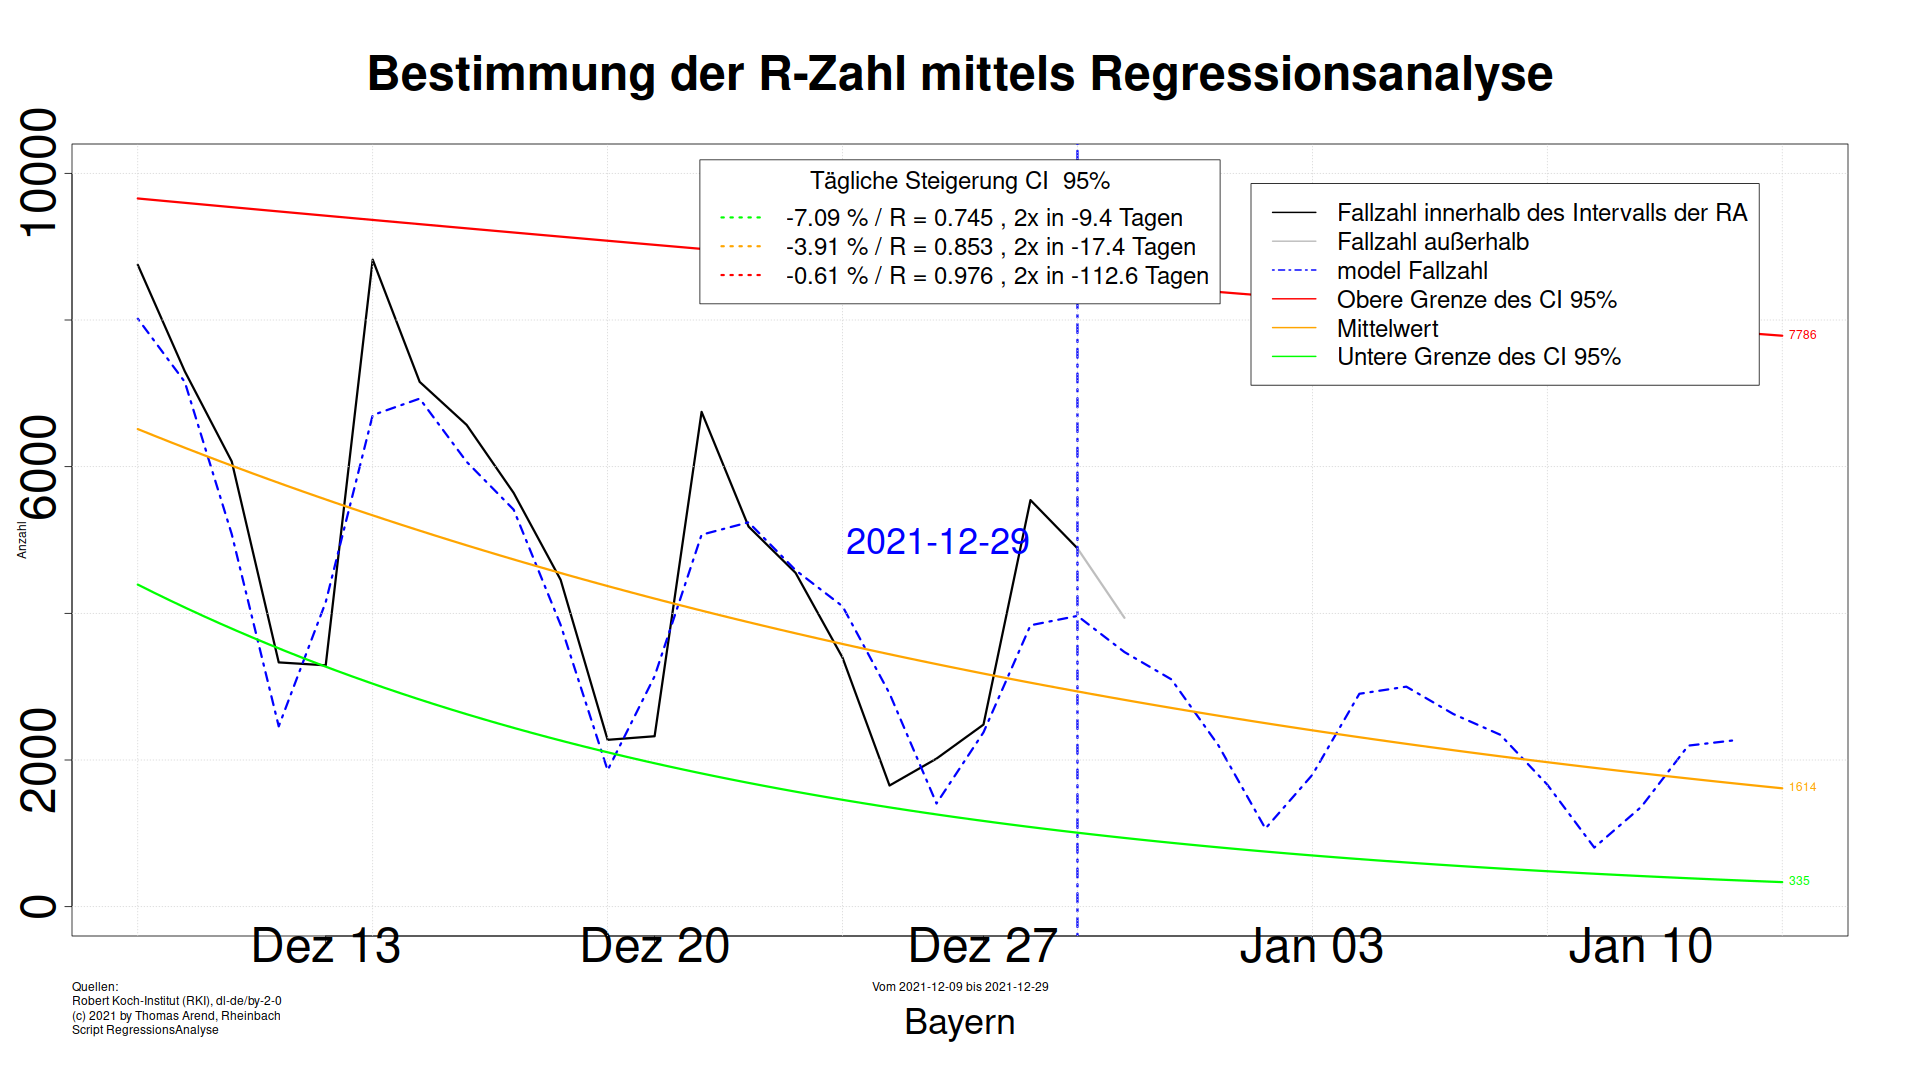 Bestimmung der R-Zahl mittels Regressionsanalyse
10000
6000
2000
0
Anzahl
Tägliche Steigerung CI 95%
-7.09 % / R = 0.745 , 2x in -9.4 Tagen
-3.91 % / R = 0.853 , 2x in -17.4 Tagen
-0.61 % / R = 0.976 , 2x in -112.6 Tagen
Fallzahl innerhalb des Intervalls der RA
Fallzahl außerhalb
model Fallzahl
Obere Grenze des CI 95%
Mittelwert
Untere Grenze des CI 95%
7786
2021-12-29
1614
335
Dez 13
Dez 20
Dez 27
Jan 03
Jan 10
Quellen:
Robert Koch-Institut (RKI), dl-de/by-2-0
(c) 2021 by Thomas Arend, Rheinbach
Script RegressionsAnalyse
Vom 2021-12-09 bis 2021-12-29
Bayern